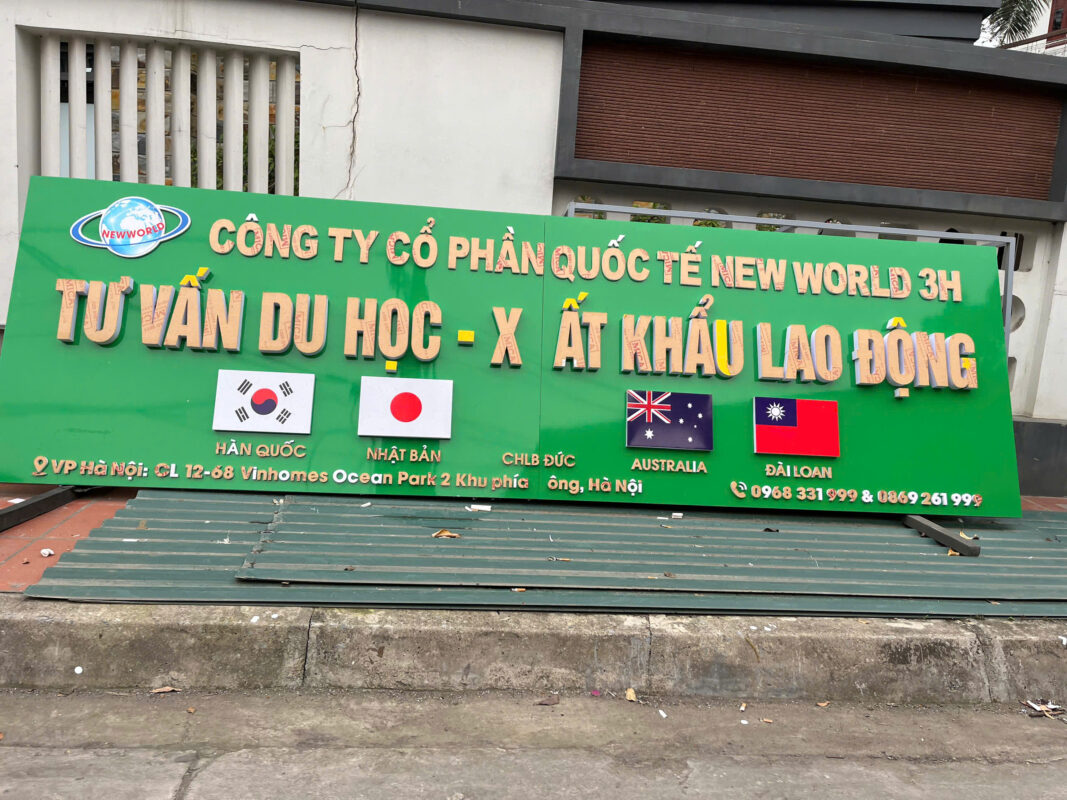 NEW WORLD
CÔNG TY CỔ PHẦN QUỐC TẾ NEW WORLD 3H
TƯ VẤN DU HỌC - X ẤT KHẨU LAO ĐỘNG
HÀN QUỐC NHẬT BẢN CHLB ĐỨC AUSTRALIA ĐÀI LOAN
VP Hà Nội: CL 12-68 Vinhomes Ocean Park 2 Khu phía ông, Hà Nội
0968 331 999 & 0869 261 999